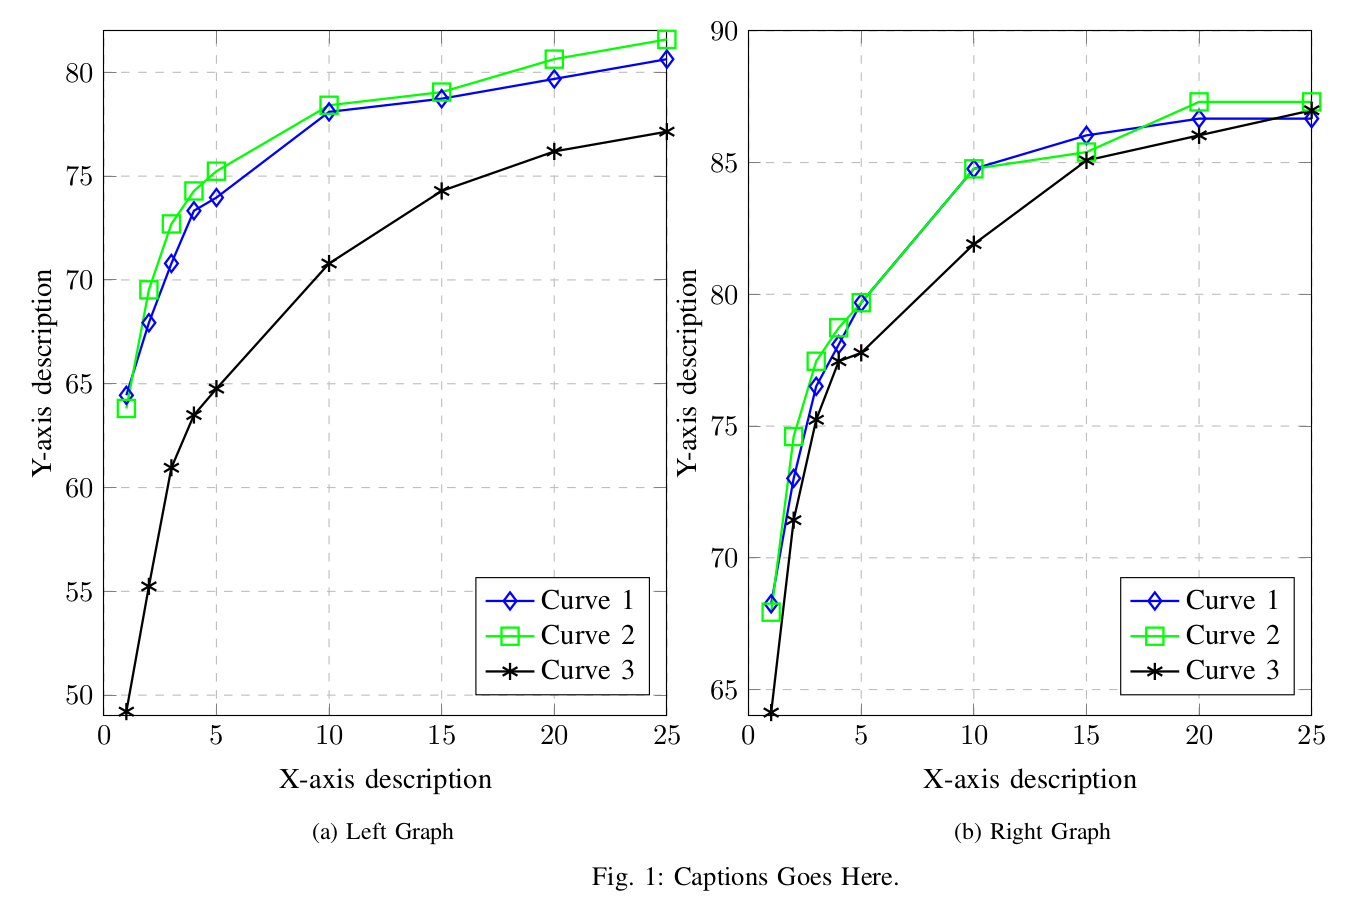 80
75
70
65
60
55
50
Y-axis description
0 5 10 15 20 25
X-axis description
Curve 1
Curve 2
Curve 3
(a) Left Graph
90
85
80
75
70
65
Y-axis description
0 5 10 15 20 25
X-axis description
Curve 1
Curve 2
Curve 3
(b) Right Graph
Fig. 1: Captions Goes Here.